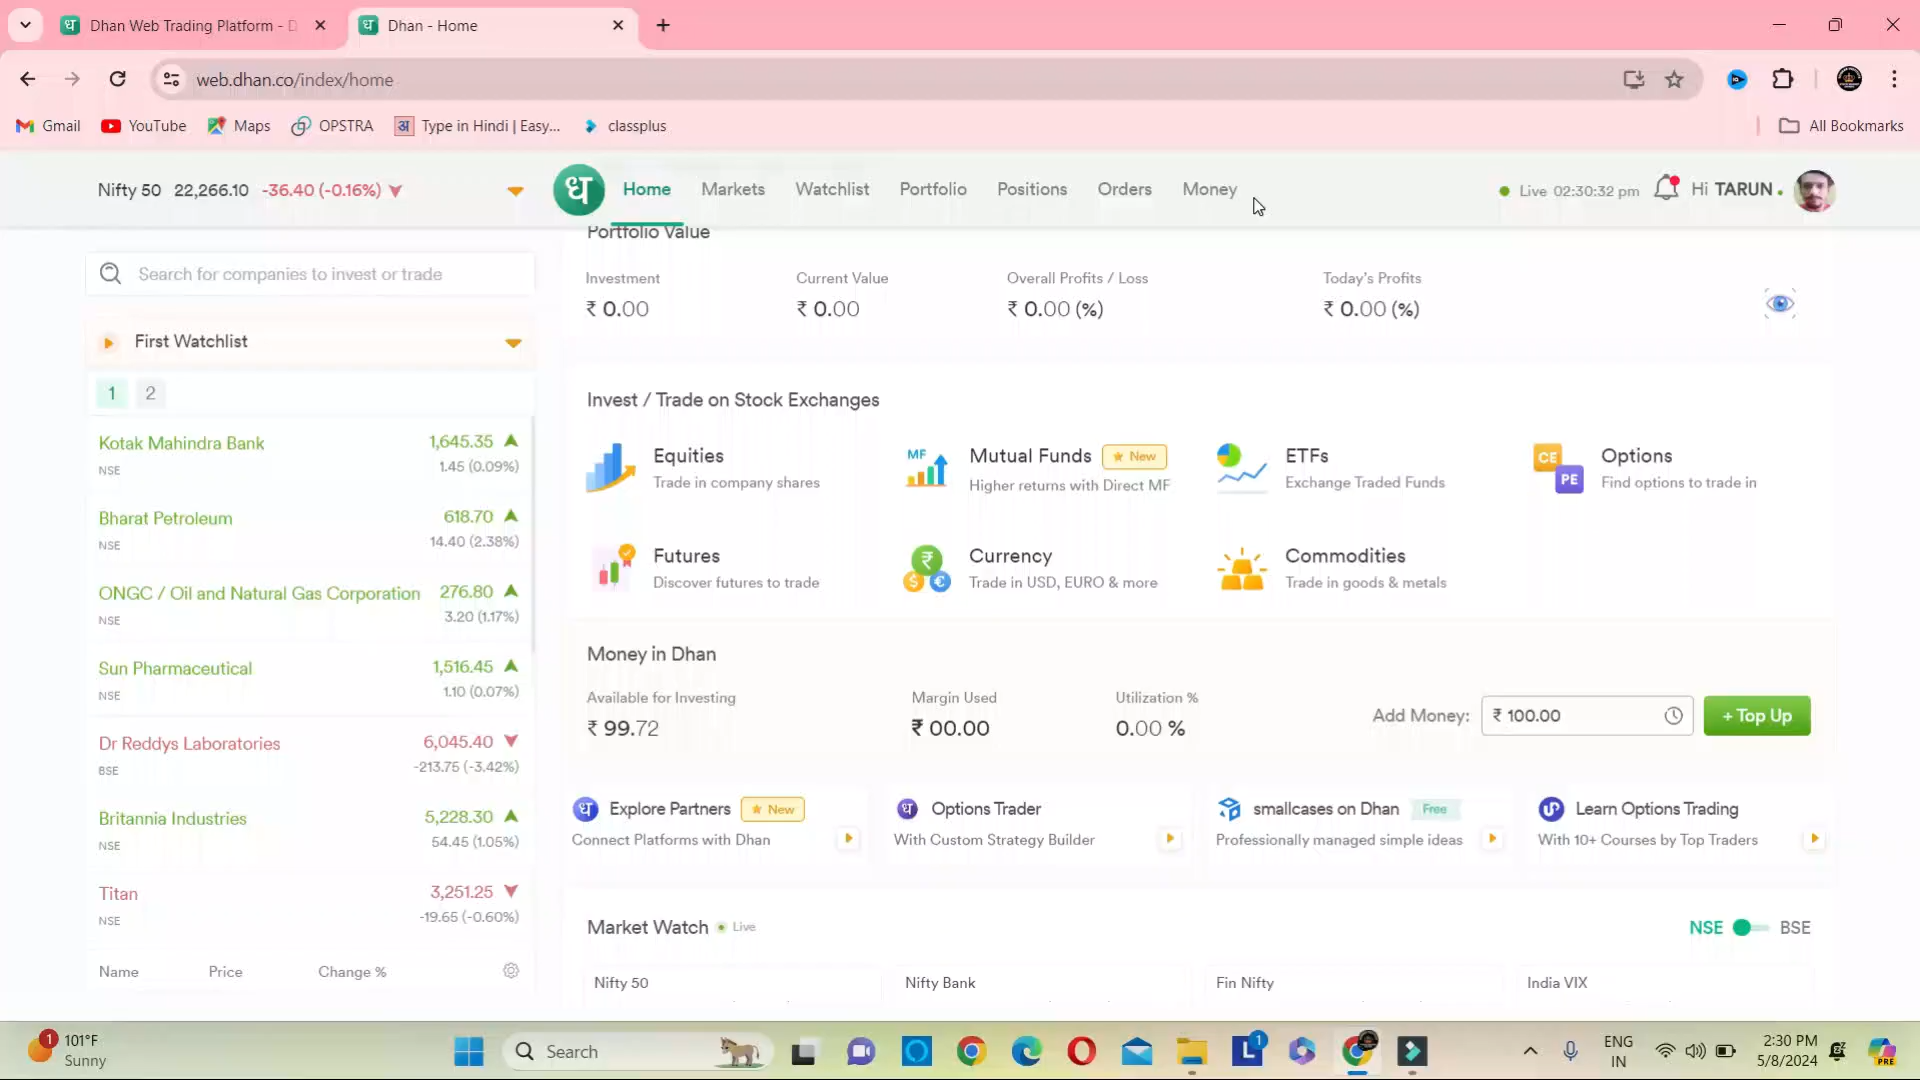 Dhan Web Trading Platform - D
Dhan - Home
web.dhan.co/index/home
Gmail
YouTube
Maps
OPSTRA
अ Type in Hindi | Easy...
classplus
All Bookmarks
Nifty 50 22,266.10 -36.40 (-0.16%)
ध
Home
Markets
Watchlist
Portfolio
Positions
Orders
Money
Live 02:30:32 pm
Hi TARUN
Search for companies to invest or trade
First Watchlist
1 2
Kotak Mahindra Bank 1,645.35
NSE 1.45 (0.09%)
Bharat Petroleum 618.70
NSE 14.40 (2.38%)
ONGC / Oil and Natural Gas Corporation 276.80
NSE 3.20 (1.17%)
Sun Pharmaceutical 1,516.45
NSE 1.10 (0.07%)
Dr Reddys Laboratories 6,045.40
BSE -213.75 (-3.42%)
Britannia Industries 5,228.30
NSE 54.45 (1.05%)
Titan 3,251.25
NSE -19.65 (-0.60%)
Name Price Change %
Portfolio Value
Investment Current Value Overall Profits / Loss Today's Profits
₹ 0.00 ₹ 0.00 ₹ 0.00 (%) ₹ 0.00 (%)
Invest / Trade on Stock Exchanges
Equities
Trade in company shares
MF Mutual Funds New
Higher returns with Direct MF
ETFs
Exchange Traded Funds
CE PE Options
Find options to trade in
Futures
Discover futures to trade
Currency
Trade in USD, EURO & more
Commodities
Trade in goods & metals
Money in Dhan
Available for Investing Margin Used Utilization %
₹ 99.72 ₹ 00.00 0.00 %
Add Money: ₹ 100.00 + Top Up
Explore Partners New
Connect Platforms with Dhan
Options Trader
With Custom Strategy Builder
smallcases on Dhan Free
Professionally managed simple ideas
Learn Options Trading
With 10+ Courses by Top Traders
Market Watch Live
NSE BSE
Nifty 50 Nifty Bank Fin Nifty India VIX
1 101°F
Sunny
Search
L 1
ENG
IN
2:30 PM
5/8/2024
PRE